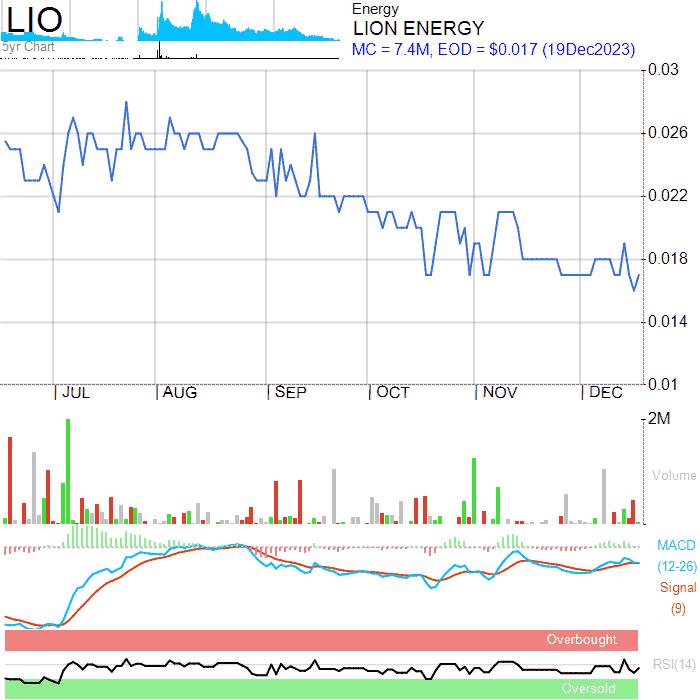 LIO
5yr Chart
Energy
LION ENERGY
MC = 7.4M, EOD = $0.017 (19Dec2023)
0.03
0.026
0.022
0.018
0.014
0.01
| JUL | AUG | SEP | OCT | NOV | DEC
2M
Volume
MACD
(12-26)
Signal
(9)
Overbought
RSI(14)
Oversold